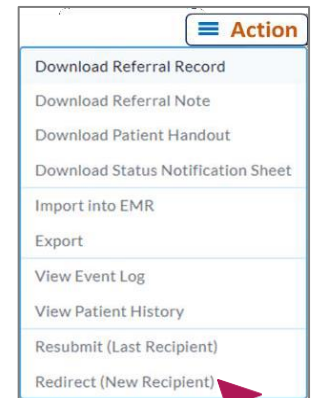 Action
Download Referral Record
Download Referral Note
Download Patient Handout
Download Status Notification Sheet
Import into EMR
Export
View Event Log
View Patient History
Resubmit (Last Recipient)
Redirect (New Recipient)